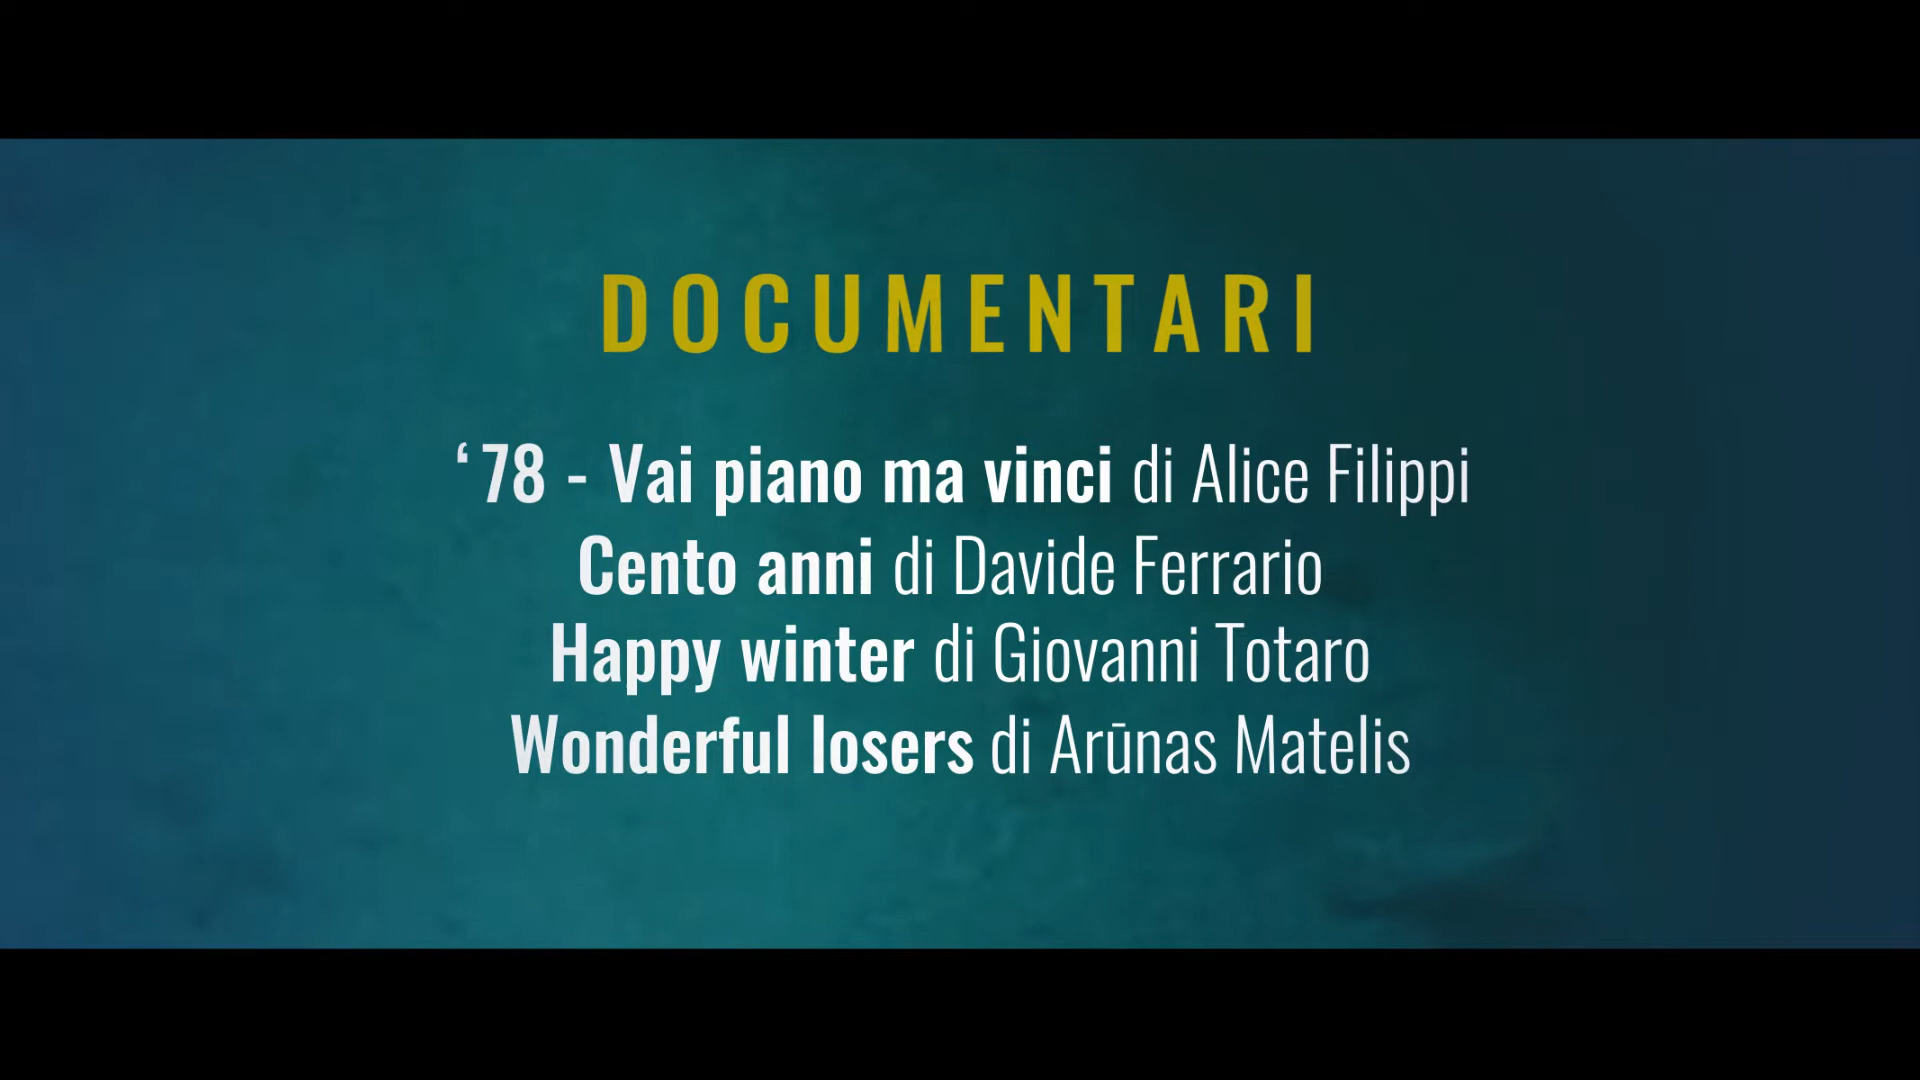 DOCUMENTARI
‘78 - Vai piano ma vinci di Alice Filippi
Cento anni di Davide Ferrario
Happy winter di Giovanni Totaro
Wonderful losers di Arūnas Matelis